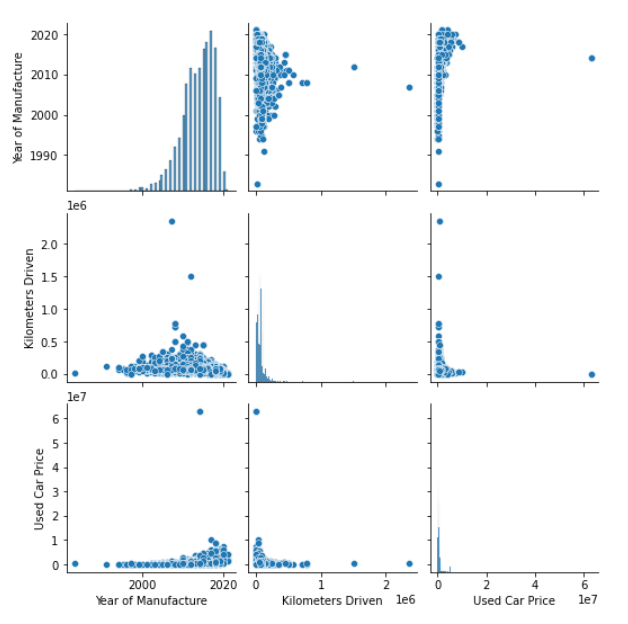 2020
2010
2000
1990
Year of Manufacture
1e6
2.0
1.5
1.0
0.5
0.0
Kilometers Driven
1e7
6
5
4
3
2
1
0
Used Car Price
2000 2020
Year of Manufacture
0 1 2
1e6
Kilometers Driven
0 2 4 6
1e7
Used Car Price